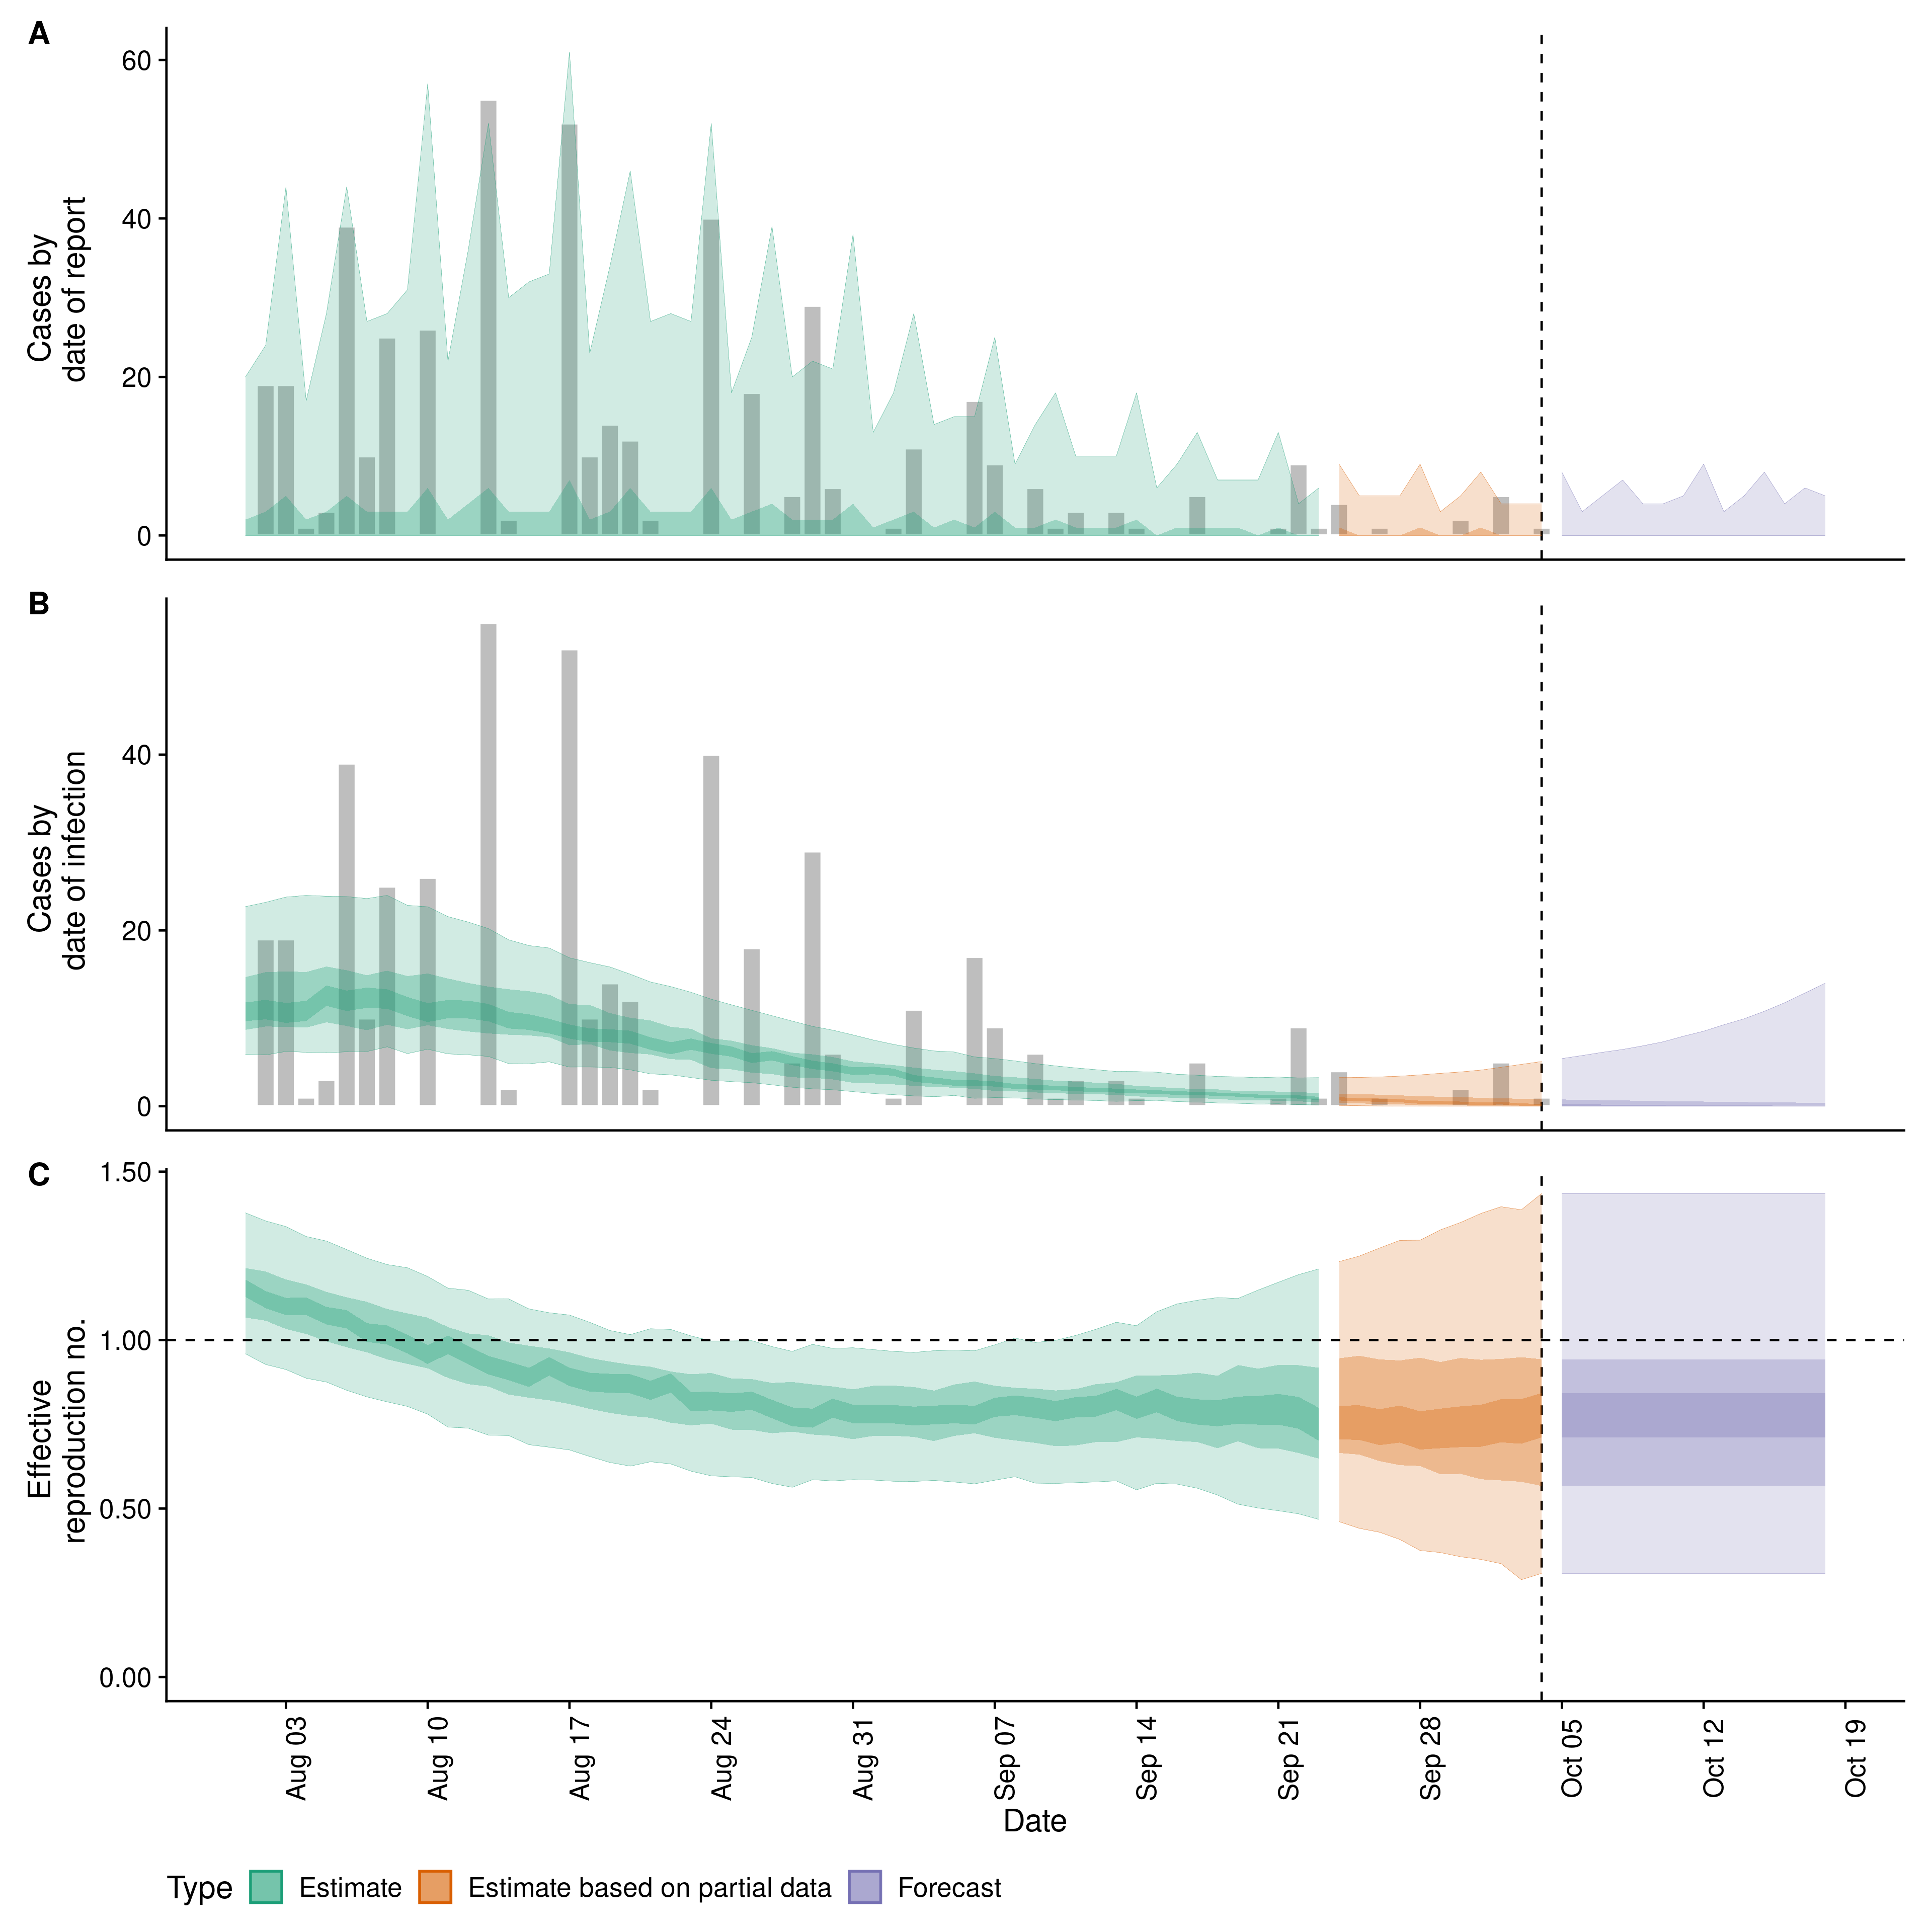 A
60
40
20
0
Cases by
date of report
B
40
20
0
Cases by
date of infection
C
1.50
1.00
0.50
0.00
Effective
reproduction no.
Aug 03
Aug 10
Aug 17
Aug 24
Aug 31
Sep 07
Sep 14
Sep 21
Sep 28
Oct 05
Oct 12
Oct 19
Date
Type Estimate Estimate based on partial data Forecast